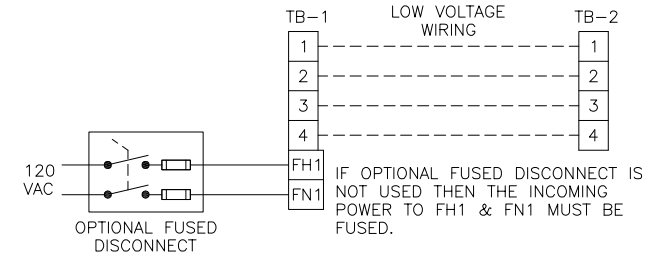 TB-1
LOW VOLTAGE
WIRING
TB-2
1
1
2
2
3
3
4
4
120
VAC
FH1
FN1
IF OPTIONAL FUSED DISCONNECT IS
NOT USED THEN THE INCOMING
POWER TO FH1 & FN1 MUST BE
FUSED.
OPTIONAL FUSED
DISCONNECT